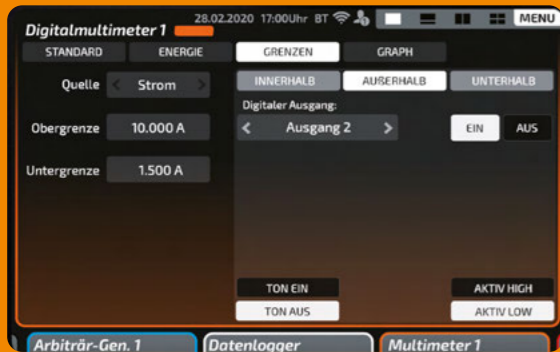 28.02.2020 17:00Uhr BT MENU
Digitalmultimeter 1
STANDARD ENERGIE GRENZEN GRAPH
Quelle < Strom > INNERHALB AUßERHALB UNTERHALB
Digitaler Ausgang:
Obergrenze 10.000 A < Ausgang 2 > EIN AUS
Untergrenze 1.500 A
TON EIN AKTIV HIGH
TON AUS AKTIV LOW
Arbiträr-Gen. 1 Datenlogger Multimeter 1